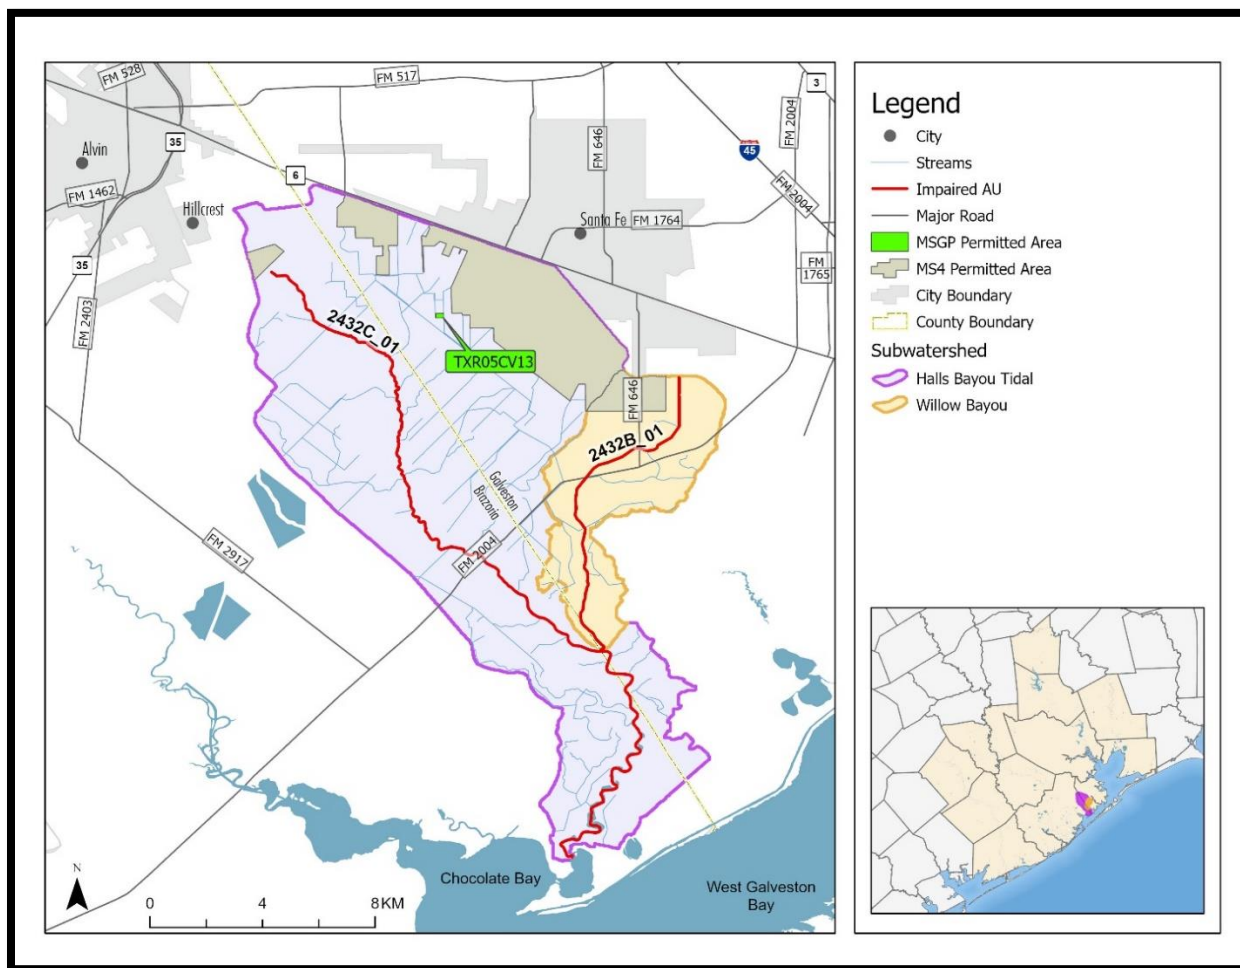 FM 528
FM 517
3
Alvin
35
FM 646
FM 2004
45
6
FM 1462
Hillcrest
FM 2004
Santa Fe
FM 1764
35
FM
1765
FM 2403
2432C_01
TXR05CV13
FM 646
2432B_01
Galveston
Brazoria
FM 2004
FM 2917
Chocolate Bay
West Galveston
Bay
N
0 4 8 KM
Legend
City
Streams
Impaired AU
Major Road
MSGP Permitted Area
MS4 Permitted Area
City Boundary
County Boundary
Subwatershed
Halls Bayou Tidal
Willow Bayou